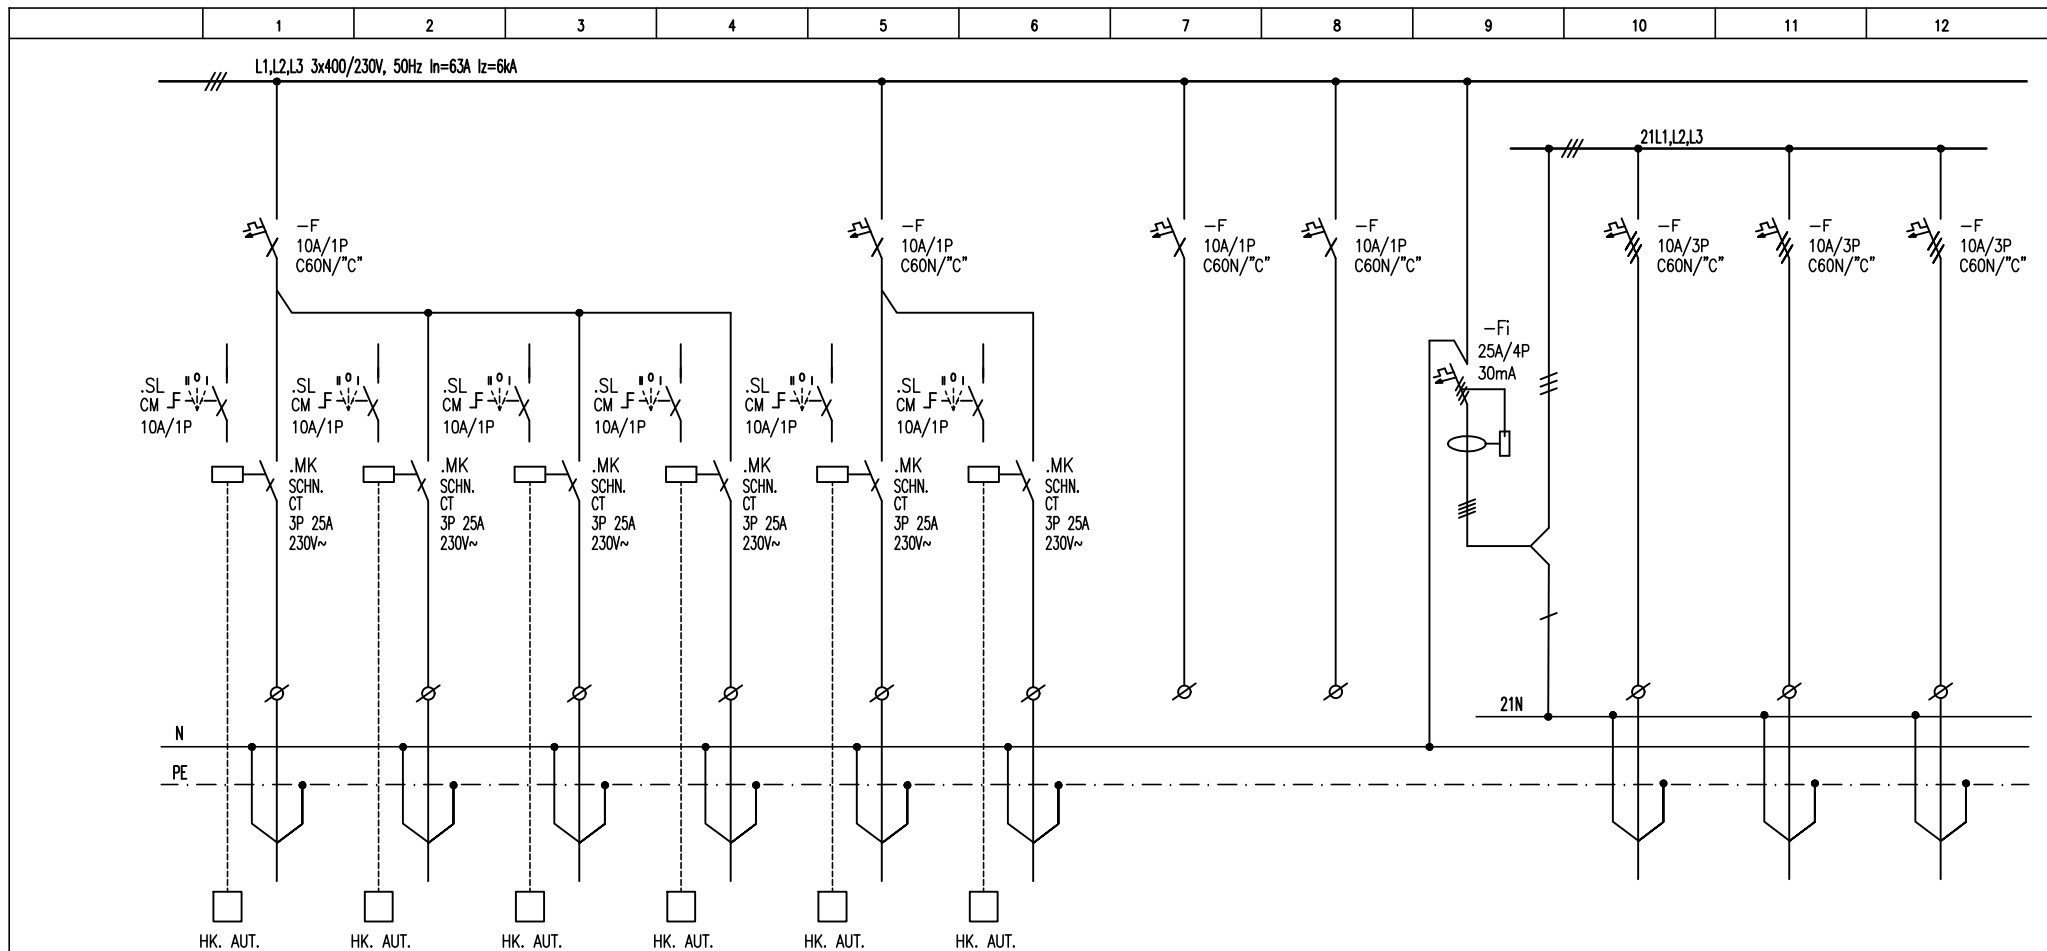 1 2 3 4 5 6 7 8 9 10 11 12
L1,L2,L3 3x400/230V, 50Hz In=63A Iz=6kA
21L1,L2,L3
-F -F -F -F -F -F -F
10A/1P 10A/1P 10A/1P 10A/1P 10A/3P 10A/3P 10A/3P
C60N/"C" C60N/"C" C60N/"C" C60N/"C" C60N/"C" C60N/"C" C60N/"C"
-Fi
25A/4P
30mA
.SL II O I .SL II O I .SL II O I .SL II O I .SL II O I .SL II O I
CM CM CM CM CM CM
10A/1P 10A/1P 10A/1P 10A/1P 10A/1P 10A/1P
.MK .MK .MK .MK .MK .MK
SCHN. SCHN. SCHN. SCHN. SCHN. SCHN.
CT CT CT CT CT CT
3P 25A 3P 25A 3P 25A 3P 25A 3P 25A 3P 25A
230V~ 230V~ 230V~ 230V~ 230V~ 230V~
21N
N
PE
HK. AUT. HK. AUT. HK. AUT. HK. AUT. HK. AUT. HK. AUT.